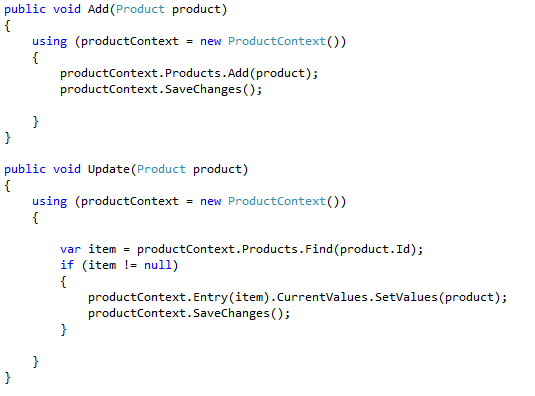 public void Add(Product product)
{
    using (productContext = new ProductContext())
    {
        productContext.Products.Add(product);
        productContext.SaveChanges();

    }
}

public void Update(Product product)
{
    using (productContext = new ProductContext())
    {

        var item = productContext.Products.Find(product.Id);
        if (item != null)
        {
            productContext.Entry(item).CurrentValues.SetValues(product);
            productContext.SaveChanges();
        }

    }
}